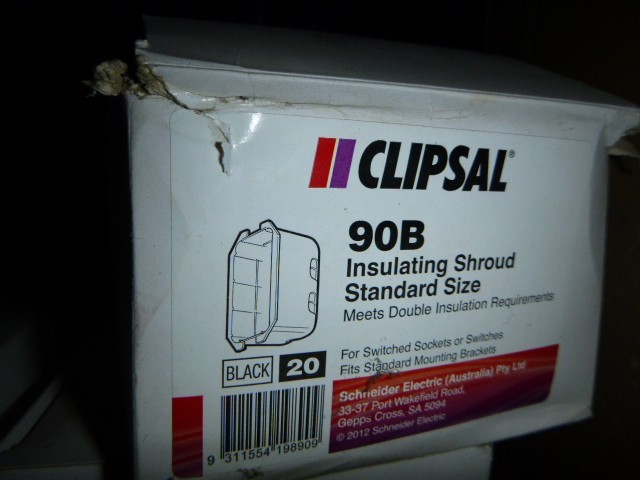 CLIPSAL®
90B
Insulating Shroud
Standard Size
Meets Double Insulation Requirements
For Switched Sockets or Switches
Fits Standard Mounting Brackets
BLACK 20
Schneider Electric (Australia) Pty Ltd
33-37 Port Wakefield Road,
Gepps Cross, SA 5094
© 2012 Schneider Electric
9 311554 198909